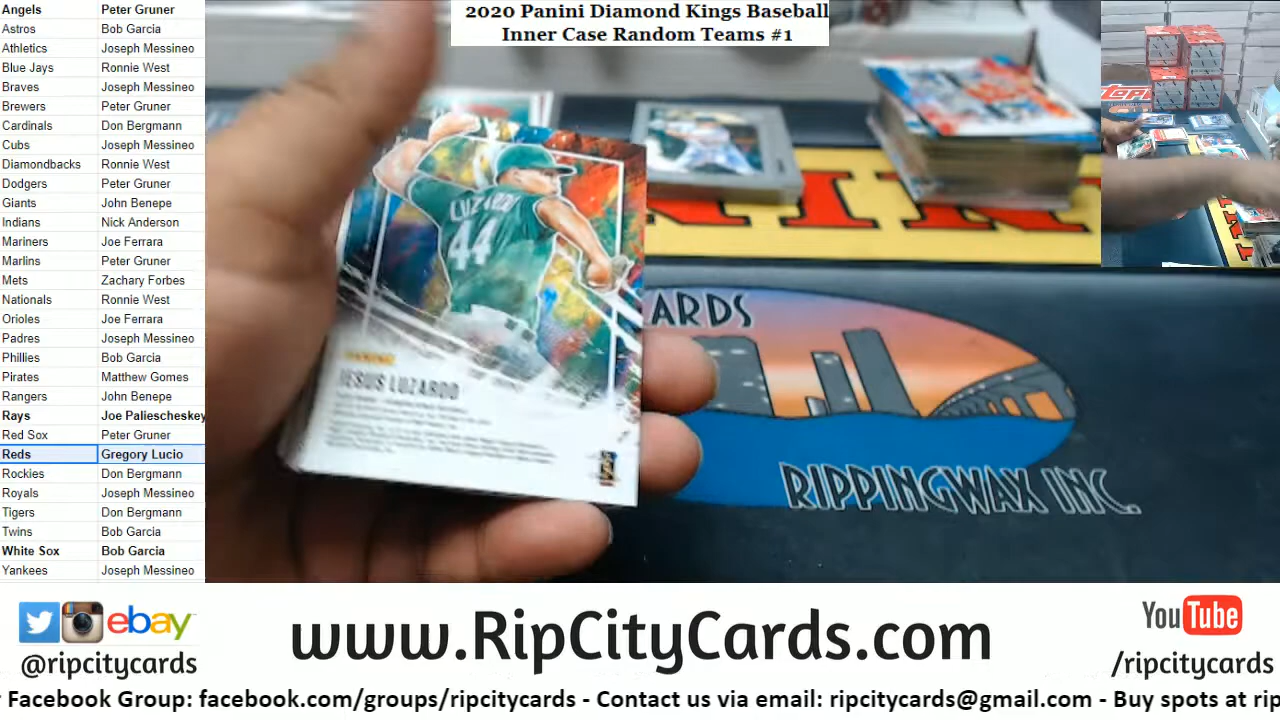 2020 Panini Diamond Kings Baseball
Inner Case Random Teams #1
Angels Peter Gruner
Astros Bob Garcia
Athletics Joseph Messineo
Blue Jays Ronnie West
Braves Joseph Messineo
Brewers Peter Gruner
Cardinals Don Bergmann
Cubs Joseph Messineo
Diamondbacks Ronnie West
Dodgers Peter Gruner
Giants John Benepe
Indians Nick Anderson
Mariners Joe Ferrara
Marlins Peter Gruner
Mets Zachary Forbes
Nationals Ronnie West
Orioles Joe Ferrara
Padres Joseph Messineo
Phillies Bob Garcia
Pirates Matthew Gomes
Rangers John Benepe
Rays Joe Paliescheskey
Red Sox Peter Gruner
Reds Gregory Lucio
Rockies Don Bergmann
Royals Joseph Messineo
Tigers Don Bergmann
Twins Bob Garcia
White Sox Bob Garcia
Yankees Joseph Messineo
LUZARDO
44
PANINI
JESUS LUZARDO
ARDS
RIPPINGWAX INC.
ebay
@ripcitycards
www.RipCityCards.com
YouTube
/ripcitycards
Facebook Group: facebook.com/groups/ripcitycards - Contact us via email: ripcitycards@gmail.com - Buy spots at rip